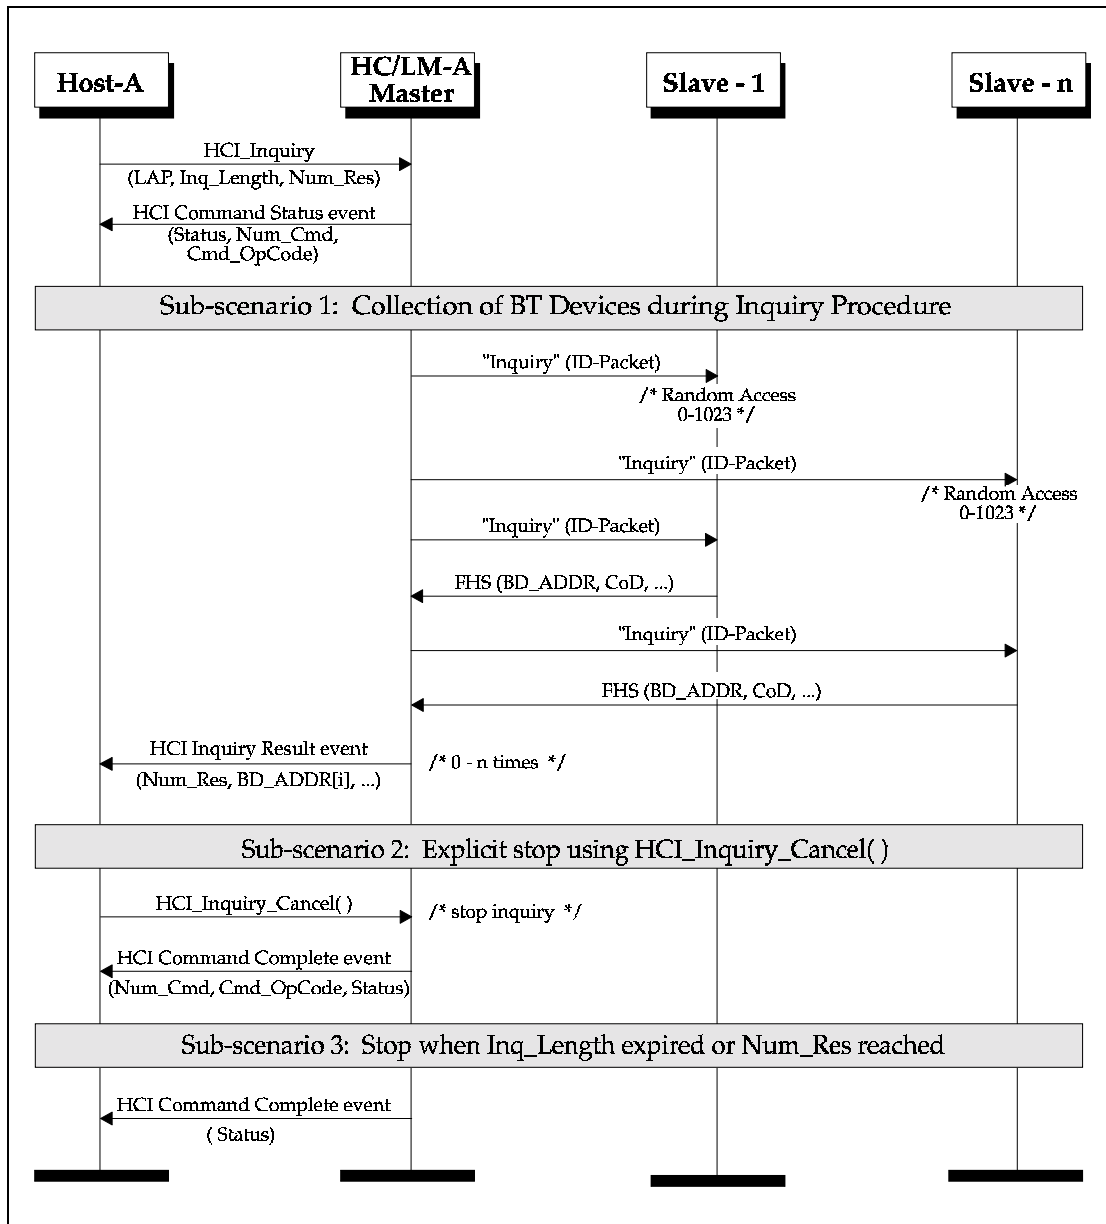 Host-A
HC/LM-A
Master
Slave - 1
Slave - n
HCI_Inquiry
(LAP, Inq_Length, Num_Res)
HCI Command Status event
(Status, Num_Cmd,
Cmd_OpCode)
Sub-scenario 1:  Collection of BT Devices during Inquiry Procedure
"Inquiry" (ID-Packet)
/* Random Access
0-1023 */
"Inquiry" (ID-Packet)
/* Random Access
0-1023 */
"Inquiry" (ID-Packet)
FHS (BD_ADDR, CoD, ...)
"Inquiry" (ID-Packet)
FHS (BD_ADDR, CoD, ...)
HCI Inquiry Result event
(Num_Res, BD_ADDR[i], ...)
/* 0 - n times  */
Sub-scenario 2:  Explicit stop using HCI_Inquiry_Cancel( )
HCI_Inquiry_Cancel( )
/* stop inquiry  */
HCI Command Complete event
(Num_Cmd, Cmd_OpCode, Status)
Sub-scenario 3:  Stop when Inq_Length expired or Num_Res reached
HCI Command Complete event
( Status)